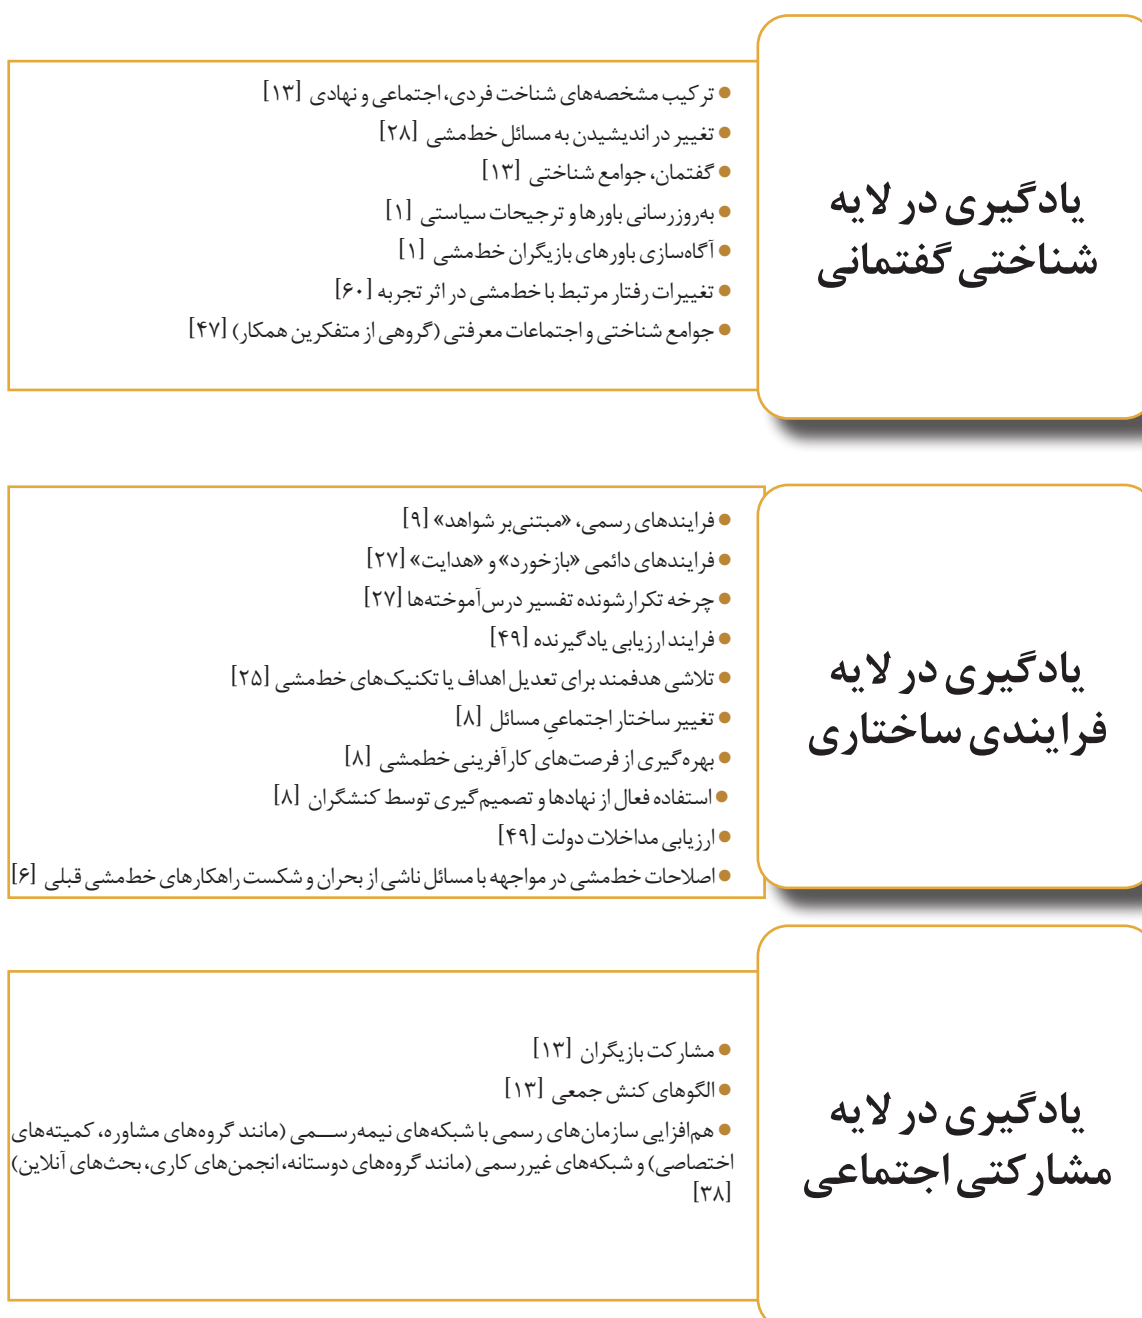 یادگیری در لایه
شناختی گفتمانی
● ترکیب مشخصه‌های شناخت فردی، اجتماعی و نهادی [۱۳]
● تغییر در اندیشیدن به مسائل خط‌مشی [۲۸]
● گفتمان، جوامع شناختی [۱۳]
● به‌روزرسانی باورها و ترجیحات سیاستی [۱]
● آگاه‌سازی باورهای بازیگران خط‌مشی [۱]
● تغییرات رفتار مرتبط با خط‌مشی در اثر تجربه [۶۰]
● جوامع شناختی و اجتماعات معرفتی (گروهی از متفکرین همکار) [۴۷]
یادگیری در لایه
فرایندی ساختاری
● فرایندهای رسمی، «مبتنی‌بر شواهد» [۹]
● فرایندهای دائمی «بازخورد» و «هدایت» [۲۷]
● چرخه تکرارشونده تفسیر درس‌آموخته‌ها [۲۷]
● فرایند ارزیابی یادگیرنده [۴۹]
● تلاشی هدفمند برای تعدیل اهداف یا تکنیک‌های خط‌مشی [۲۵]
● تغییر ساختار اجتماعیِ مسائل [۸]
● بهره‌گیری از فرصت‌های کارآفرینی خطمشی [۸]
● استفاده فعال از نهادها و تصمیم‌گیری توسط کنشگران [۸]
● ارزیابی مداخلات دولت [۴۹]
● اصلاحات خط‌مشی در مواجهه با مسائل ناشی از بحران و شکست راهکارهای خط‌مشی قبلی [۶]
یادگیری در لایه
مشارکتی اجتماعی
● مشارکت بازیگران [۱۳]
● الگوهای کنش جمعی [۱۳]
● هم‌افزایی سازمان‌های رسمی با شبکه‌های نیمه‌رســمی (مانند گروه‌های مشاوره، کمیته‌های
اختصاصی) و شبکه‌های غیررسمی (مانند گروه‌های دوستانه، انجمن‌های کاری، بحث‌های آنلاین)
[۳۸]